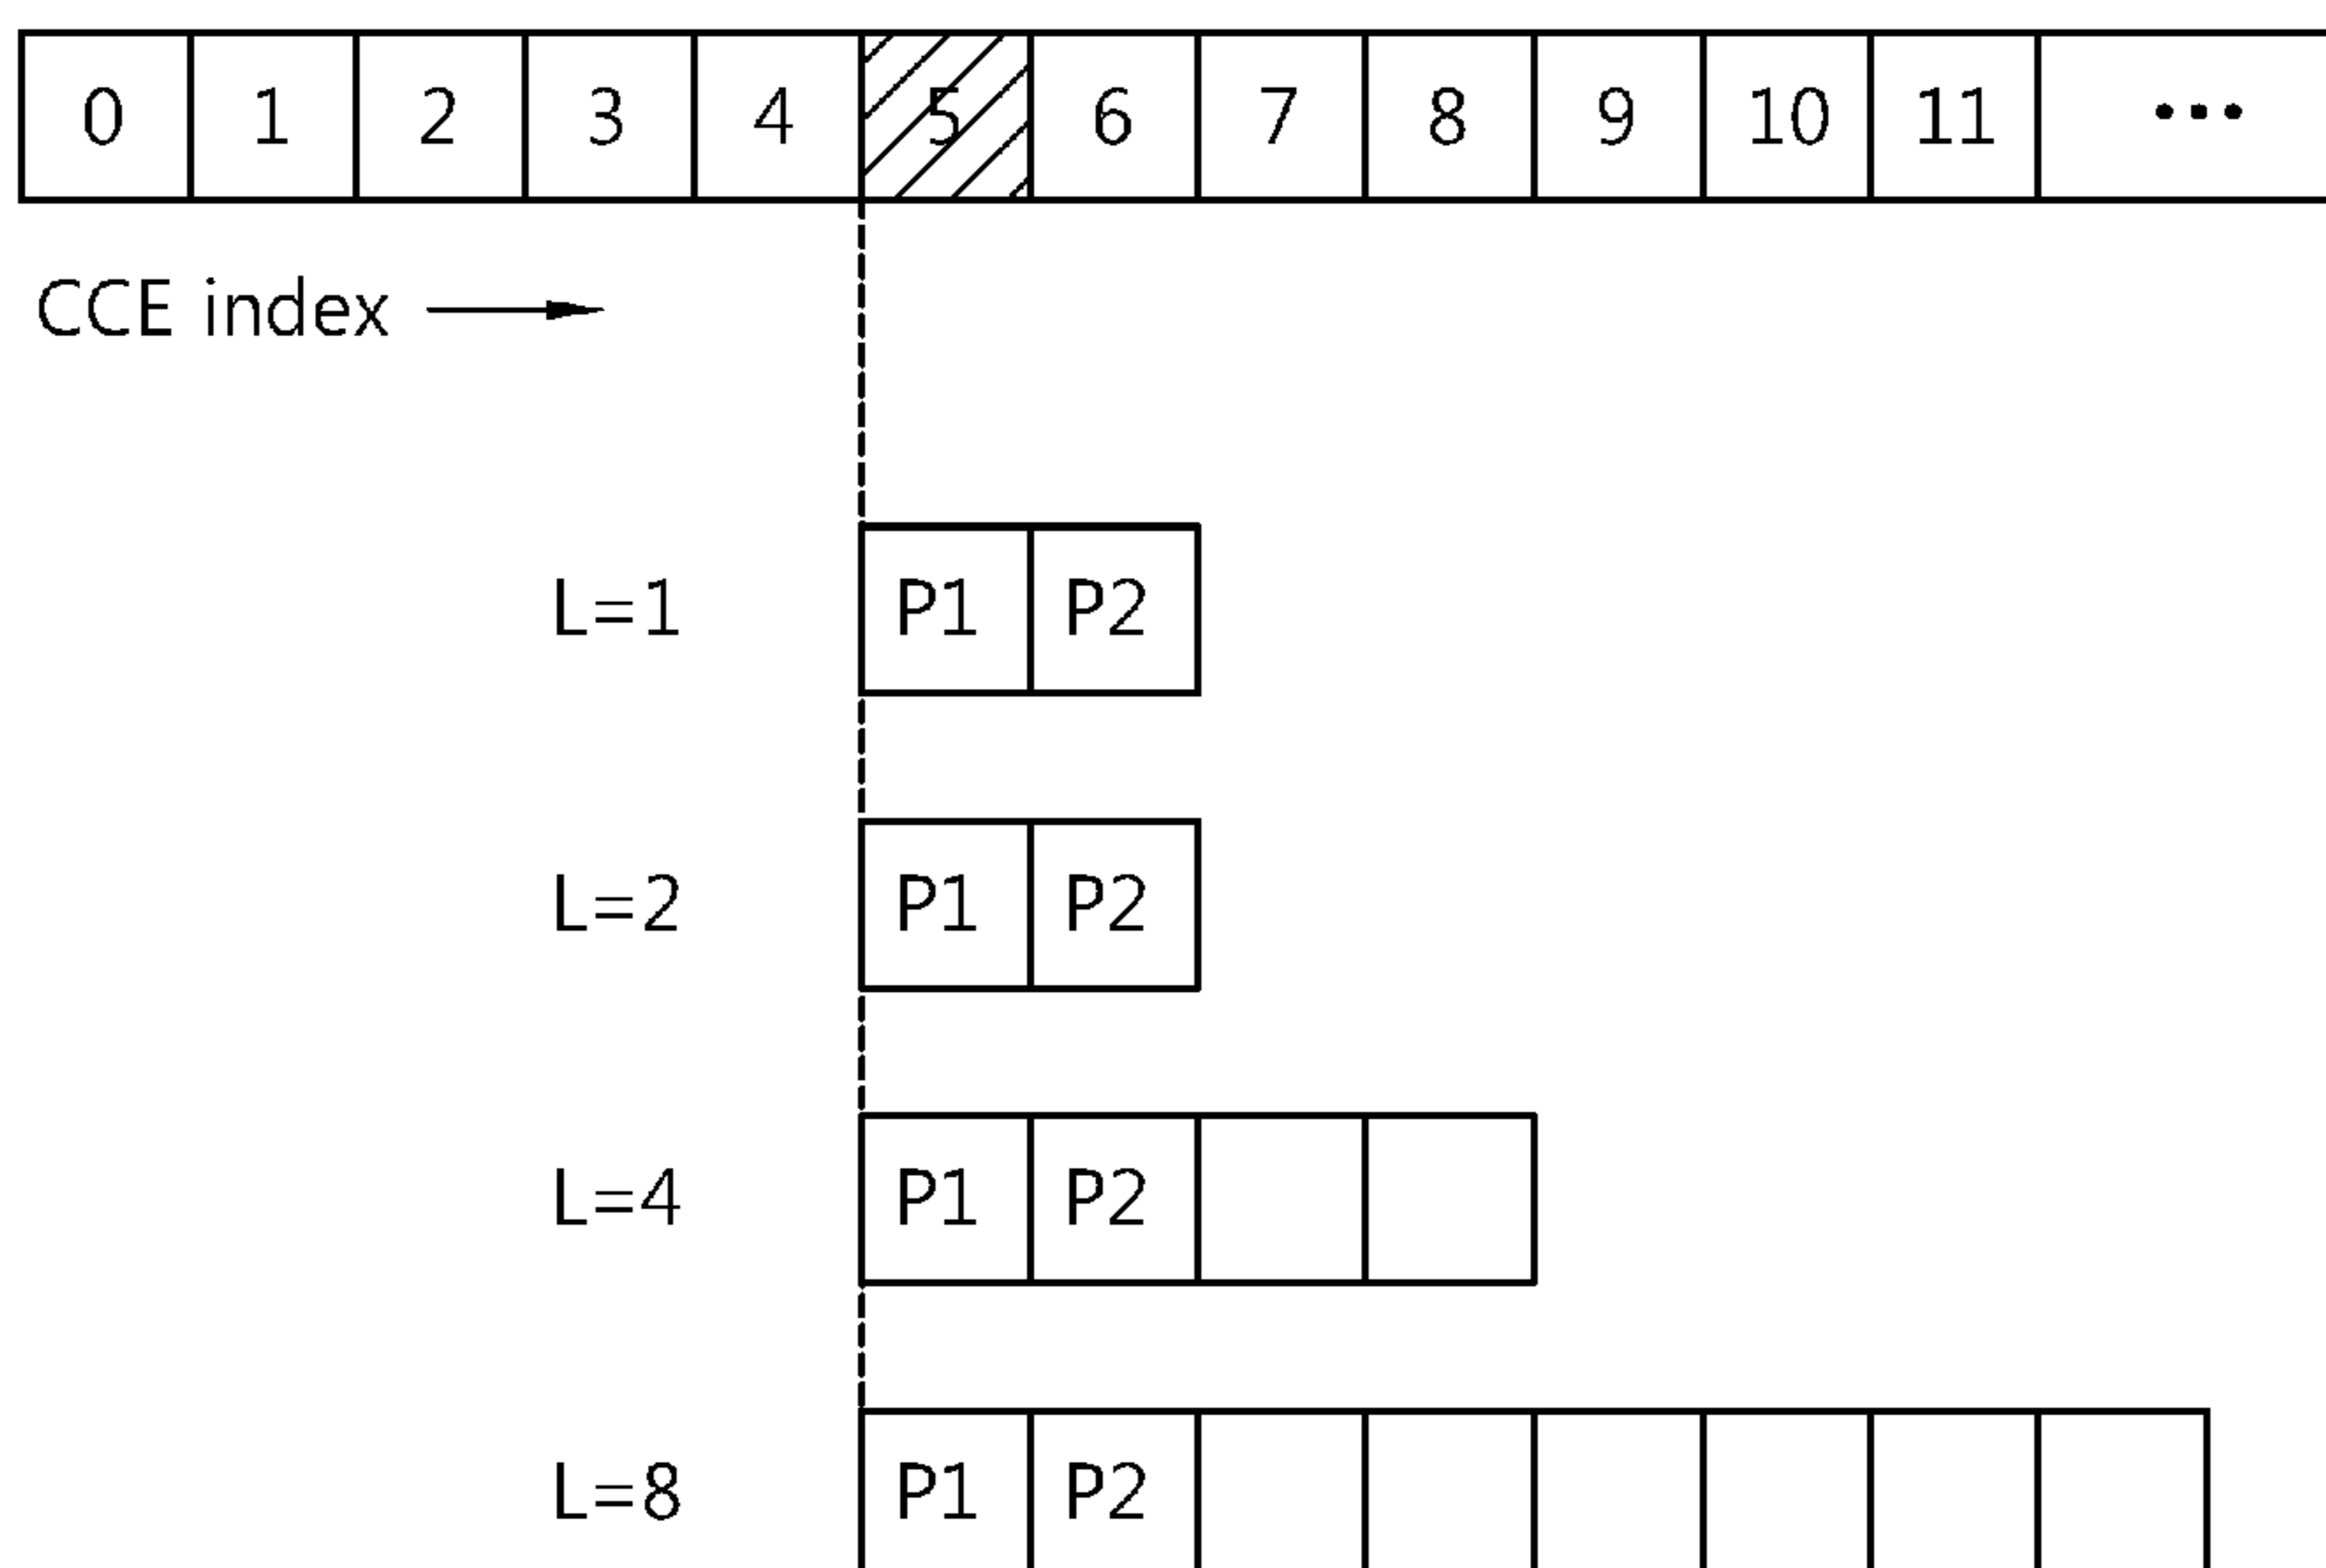 0 1 2 3 4 5 6 7 8 9 10 11 •••
CCE index
L=1 P1 P2
L=2 P1 P2
L=4 P1 P2
L=8 P1 P2